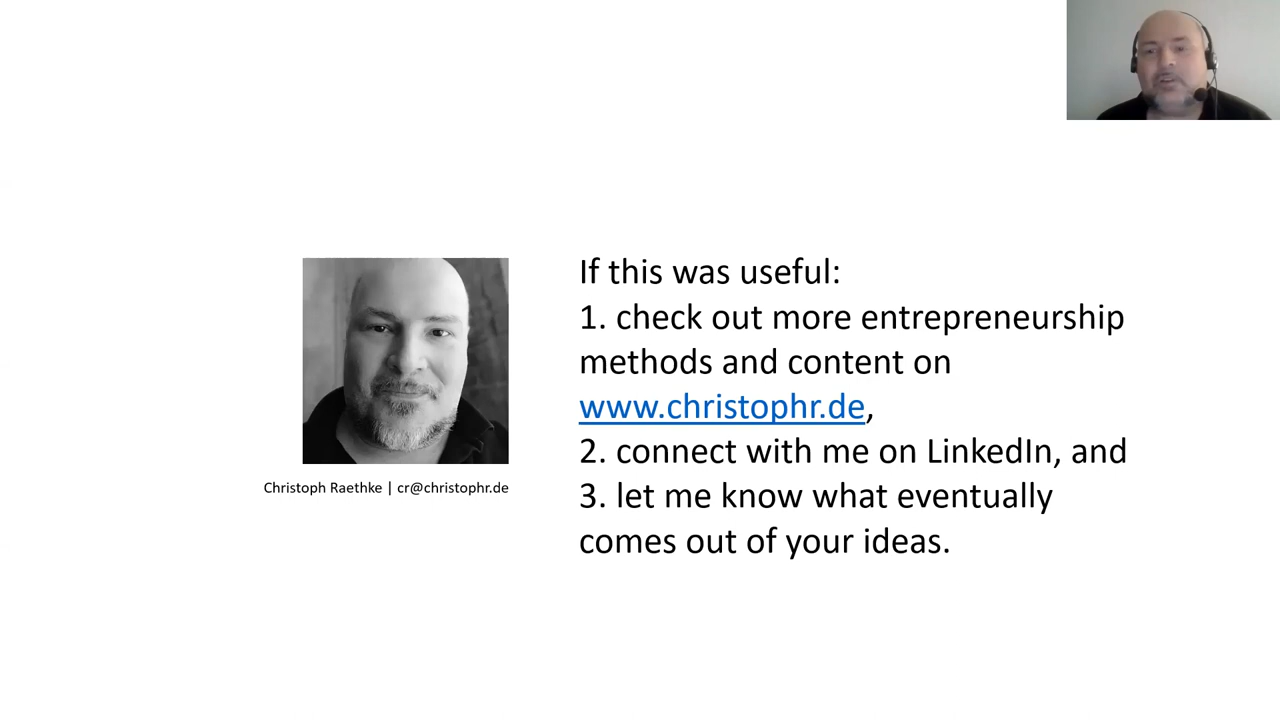 If this was useful:
1. check out more entrepreneurship
methods and content on
www.christophr.de,
2. connect with me on LinkedIn, and
3. let me know what eventually
comes out of your ideas.
Christoph Raethke | cr@christophr.de